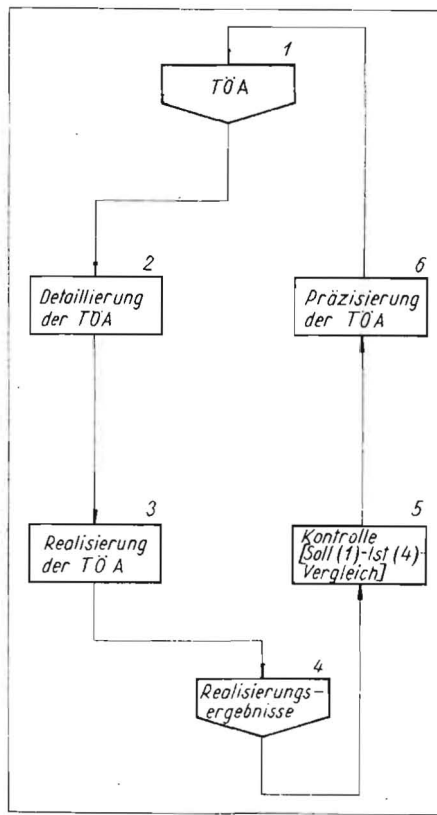 1
TÖA
2
Detaillierung
der TÖA
3
Realisierung
der TÖA
4
Realisierungs-
ergebnisse
5
Kontrolle
[Soll (1)-Ist (4)-
Vergleich]
6
Präzisierung
der TÖA